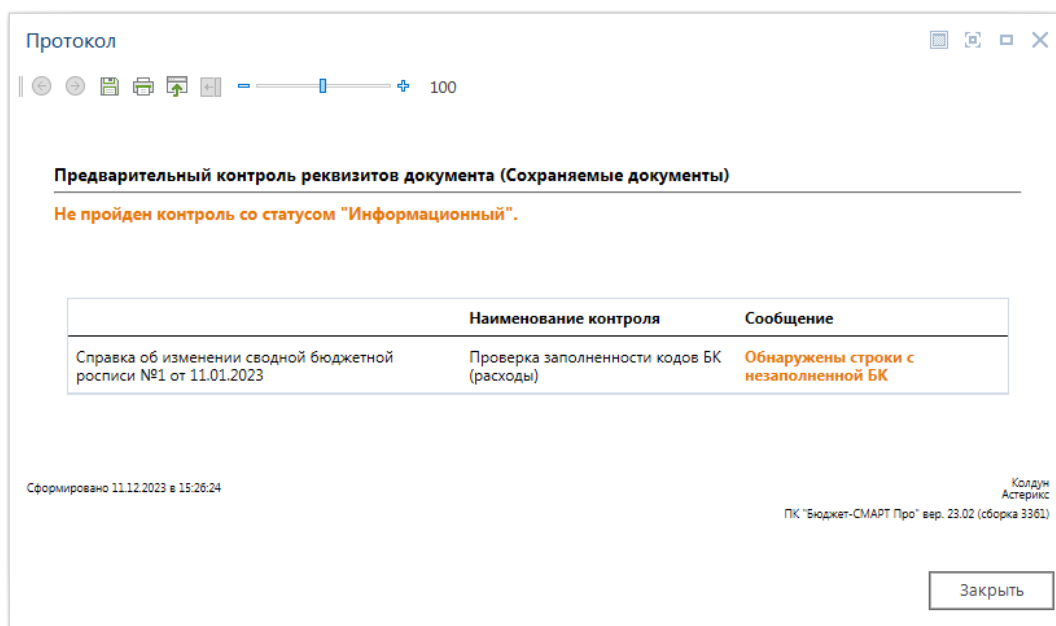 Протокол
100
Предварительный контроль реквизитов документа (Сохраняемые документы)
Не пройден контроль со статусом "Информационный".
Наименование контроля Сообщение
Справка об изменении сводной бюджетной Проверка заполненности кодов БК Обнаружены строки с
росписи №1 от 11.01.2023 (расходы) незаполненной БК
Сформировано 11.12.2023 в 15:26:24
Колдун
Астерикс
ПК "Бюджет-СМАРТ Про" вер. 23.02 (сборка 3361)
Закрыть